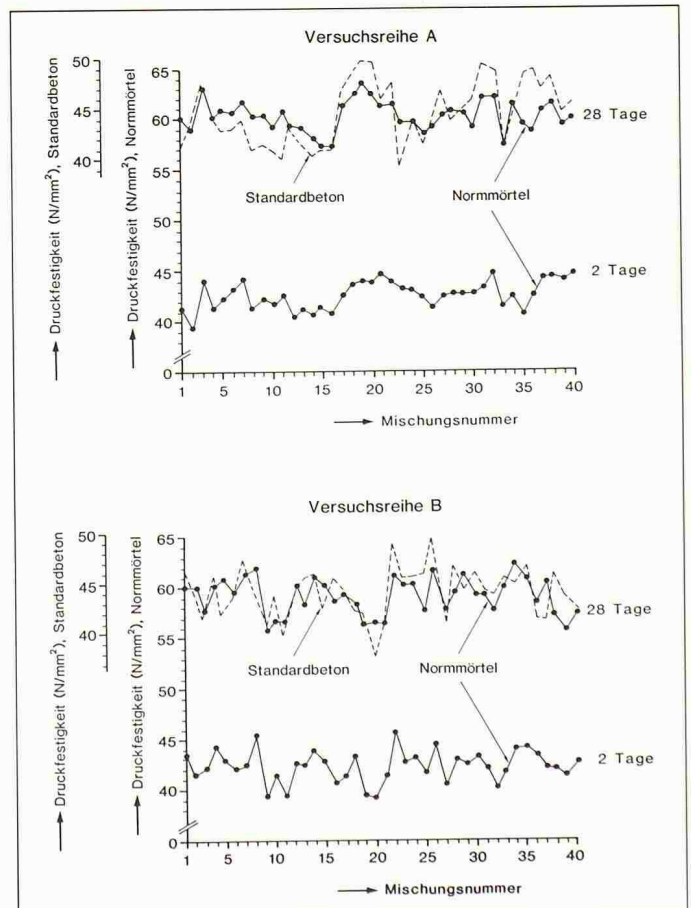 Versuchsreihe A
Druckfestigkeit (N/mm²), Standardbeton
50
45
40
Druckfestigkeit (N/mm²), Normmörtel
65
60
55
50
45
40
0
28 Tage
Standardbeton
Normmörtel
2 Tage
1 5 10 15 20 25 30 35 40
Mischungsnummer
Versuchsreihe B
Druckfestigkeit (N/mm²), Standardbeton
50
45
40
Druckfestigkeit (N/mm²), Normmörtel
65
60
55
50
45
40
0
28 Tage
Standardbeton
Normmörtel
2 Tage
1 5 10 15 20 25 30 35 40
Mischungsnummer